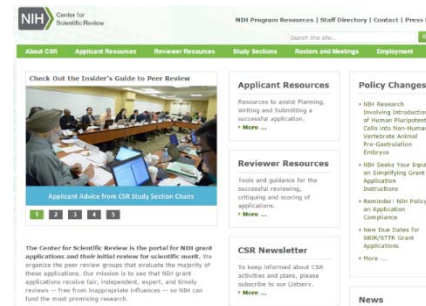 NIH
Center for
Scientific Review
NIH Program Resources | Staff Directory | Contact | Press
Search this site...
About CSR
Applicant Resources
Reviewer Resources
Study Sections
Rosters and Meetings
Employment
Check Out the Insider's Guide to Peer Review
Applicant Advice from CSR Study Section Chairs
1 2 3 4 5
The Center for Scientific Review is the portal for NIH grant
applications and their initial review for scientific merit. We
organize the peer review groups that evaluate the majority of
these applications. Our mission is to see that NIH grant
applications receive fair, independent, expert, and timely
reviews — free from inappropriate influences — so NIH can
fund the most promising research.
Applicant Resources
Resources to assist Planning,
Writing and Submitting a
successful application.
More ...
Reviewer Resources
Tools and guidance for the
successful reviewing,
critiquing and scoring of
applications.
More ...
CSR Newsletter
To keep informed about CSR
activities and plans, please
subscribe to our Listserv.
More ...
Policy Changes
NIH Research
Involving Introduction
of Human Pluripotent
Cells into Non-Human
Vertebrate Animal
Pre-Gastrulation
Embryos
NIH Seeks Your Input
on Simplifying Grant
Application
Instructions
Reminder: NIH Policy
on Application
Compliance
New Due Dates for
SBIR/STTR Grant
Applications
More ...
News